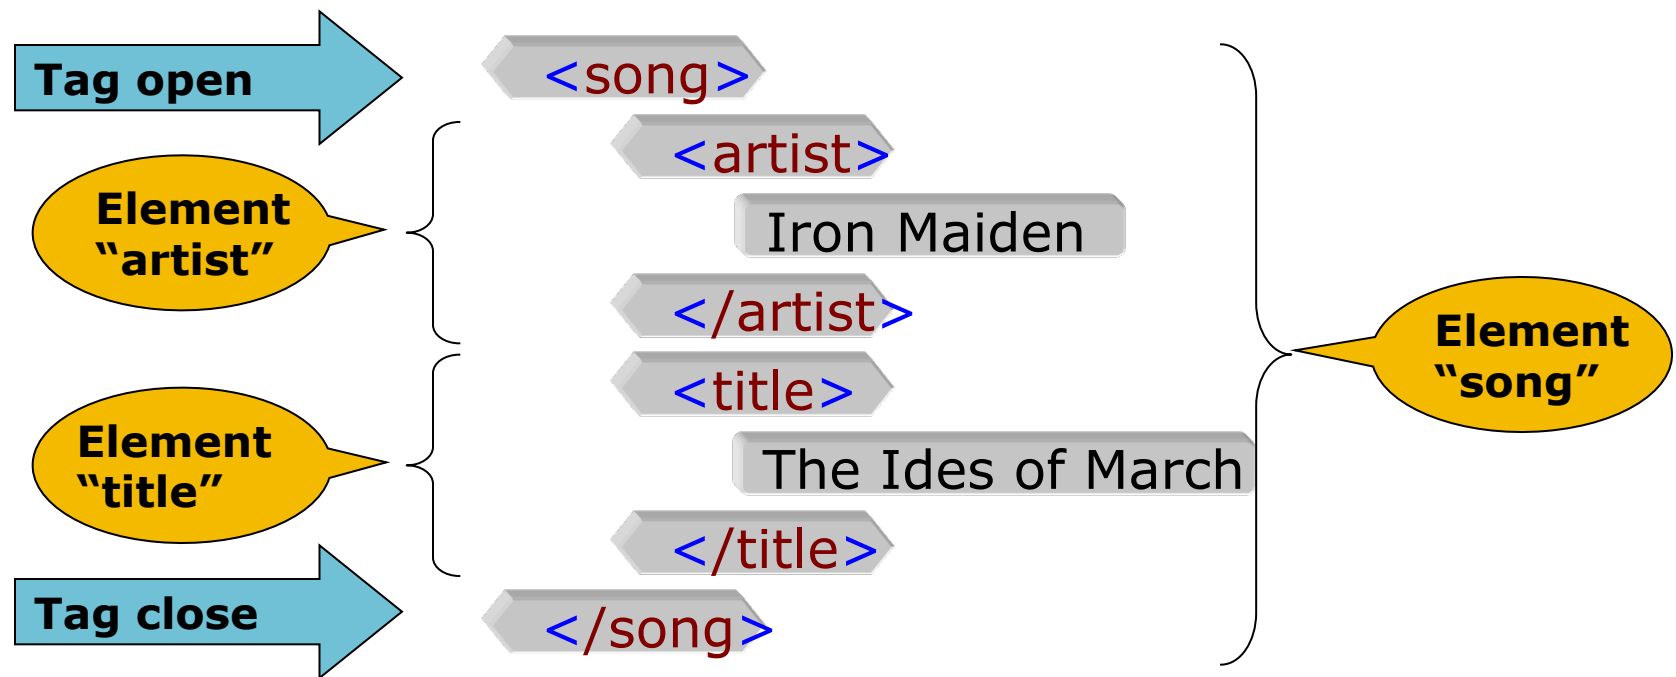 Tag open
<song>
<artist>
Element
“artist”
Iron Maiden
</artist>
Element
“song”
<title>
Element
“title”
The Ides of March
</title>
Tag close
</song>